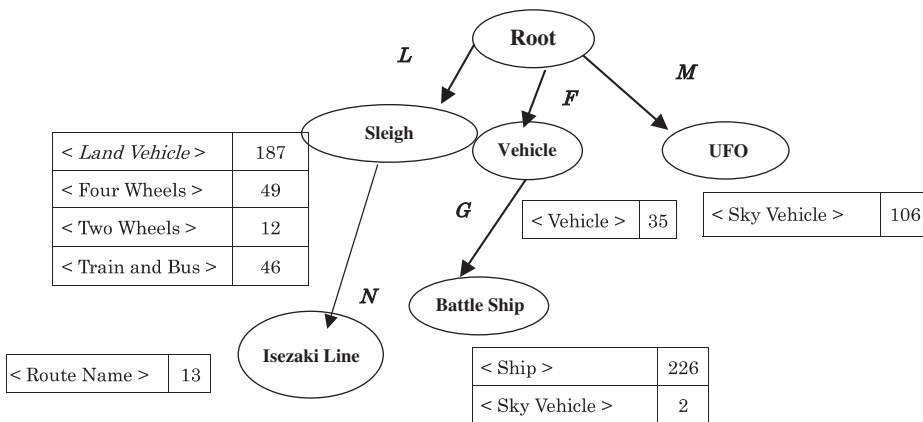 Root
L
M
F
Sleigh
Vehicle
UFO
< Land Vehicle > 187
< Four Wheels > 49
< Two Wheels > 12
< Train and Bus > 46
G
< Vehicle > 35
< Sky Vehicle > 106
N
Battle Ship
Isezaki Line
< Route Name > 13
< Ship > 226
< Sky Vehicle > 2